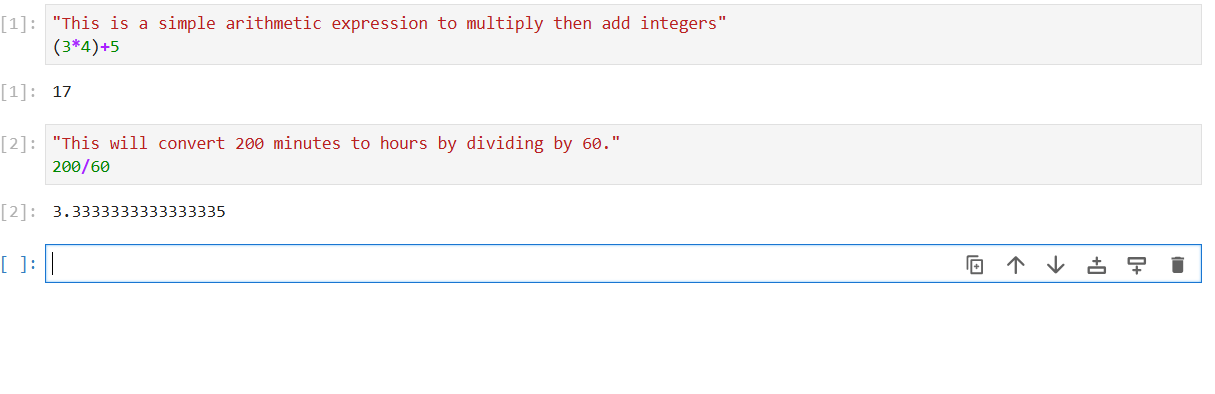 [1]: "This is a simple arithmetic expression to multiply then add integers"
(3*4)+5
[1]: 17
[2]: "This will convert 200 minutes to hours by dividing by 60."
200/60
[2]: 3.3333333333333335
[ ]: